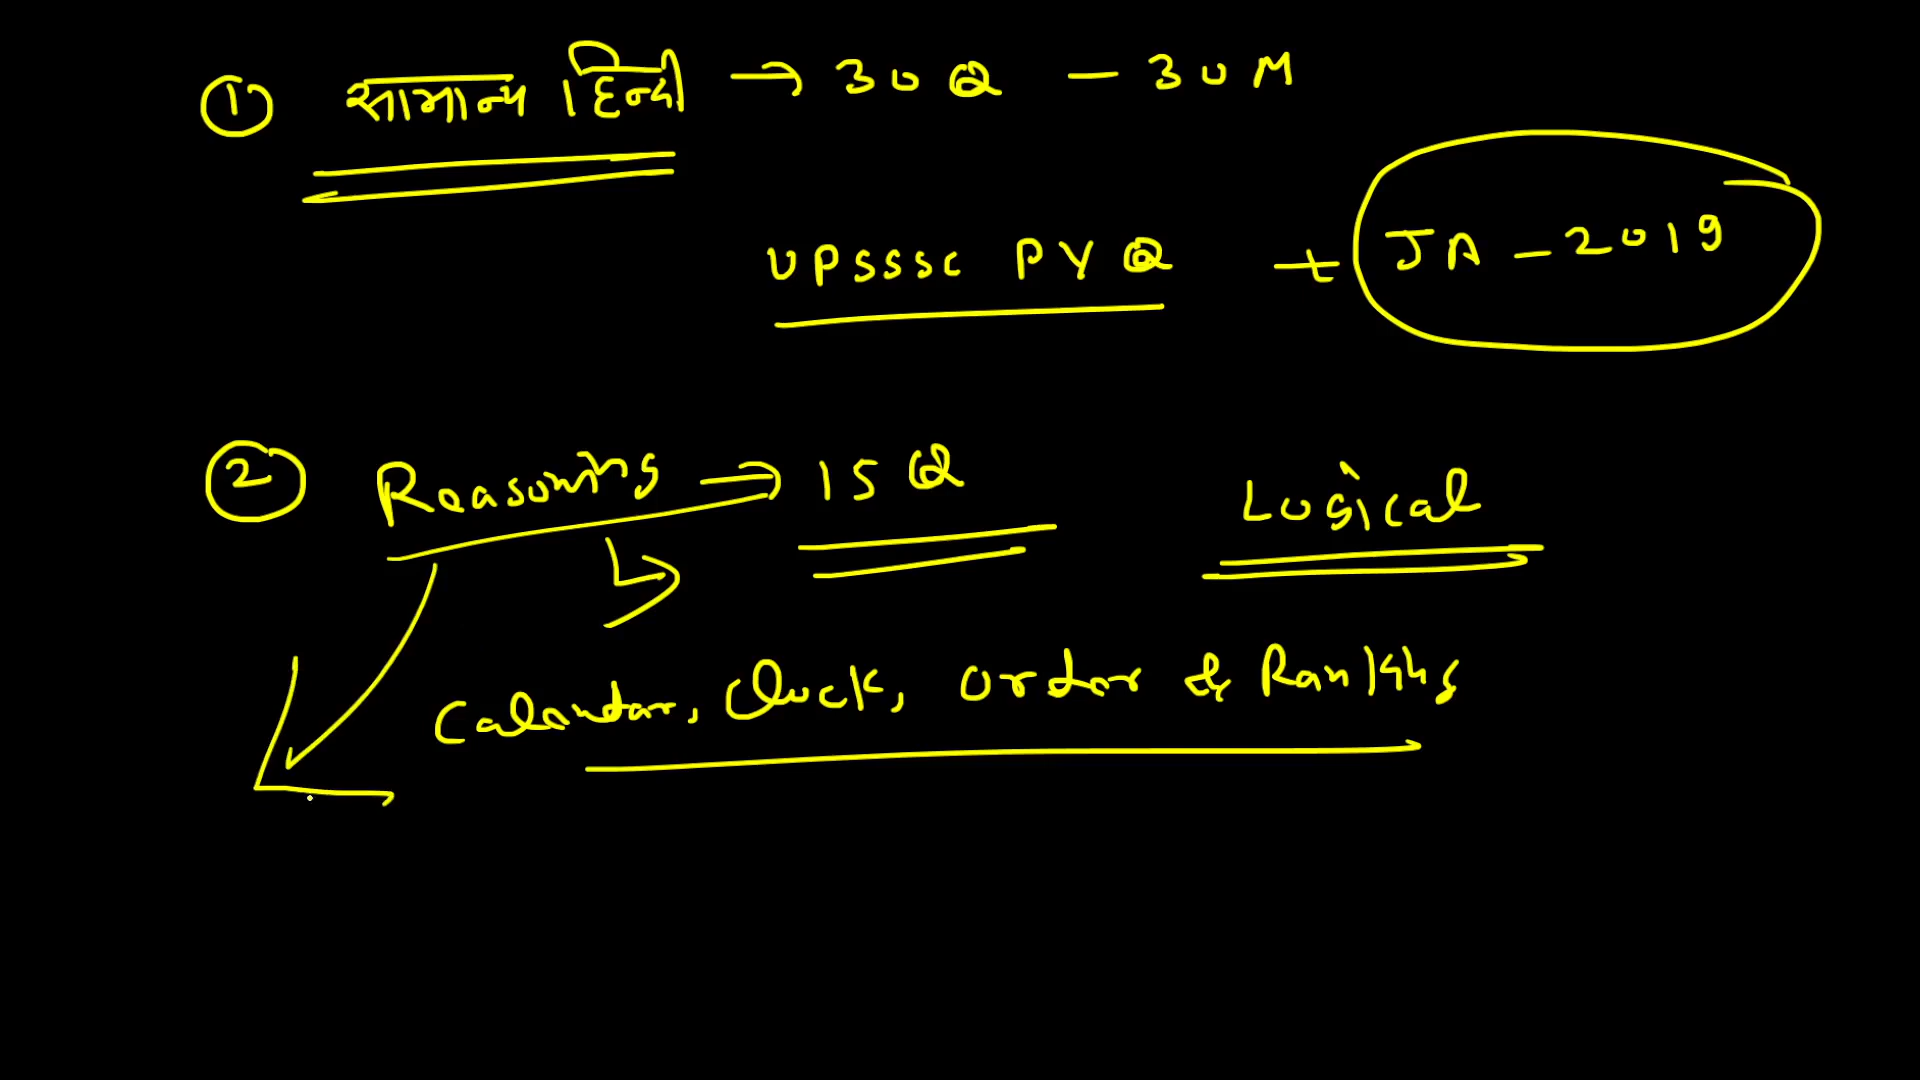 ① सामान्य हिन्दी → 30 Q - 30 M
UPSSSC PYQ + JA - 2019
② Reasoning → 15 Q Logical
Calendar, Clock, Order & Ranking